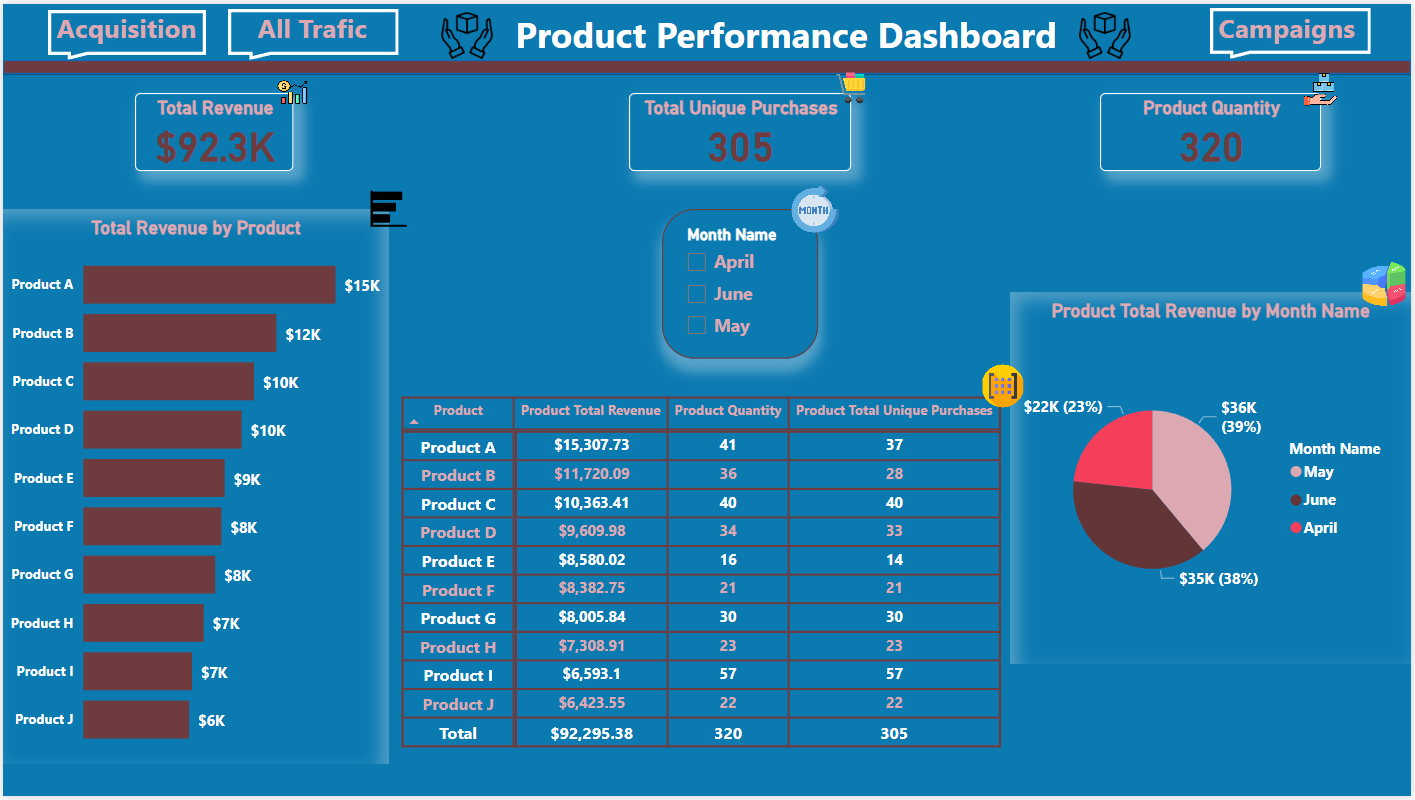 Acquisition
All Trafic
Product Performance Dashboard
Campaigns
Total Revenue
$92.3K
Total Unique Purchases
305
Product Quantity
320
Total Revenue by Product
Product A $15K
Product B $12K
Product C $10K
Product D $10K
Product E $9K
Product F $8K
Product G $8K
Product H $7K
Product I $7K
Product J $6K
MONTH
Month Name
April
June
May
Product Product Total Revenue Product Quantity Product Total Unique Purchases
Product A $15,307.73 41 37
Product B $11,720.09 36 28
Product C $10,363.41 40 40
Product D $9,609.98 34 33
Product E $8,580.02 16 14
Product F $8,382.75 21 21
Product G $8,005.84 30 30
Product H $7,308.91 23 23
Product I $6,593.1 57 57
Product J $6,423.55 22 22
Total $92,295.38 320 305
Product Total Revenue by Month Name
$22K (23%)
$36K
(39%)
$35K (38%)
Month Name
May
June
April